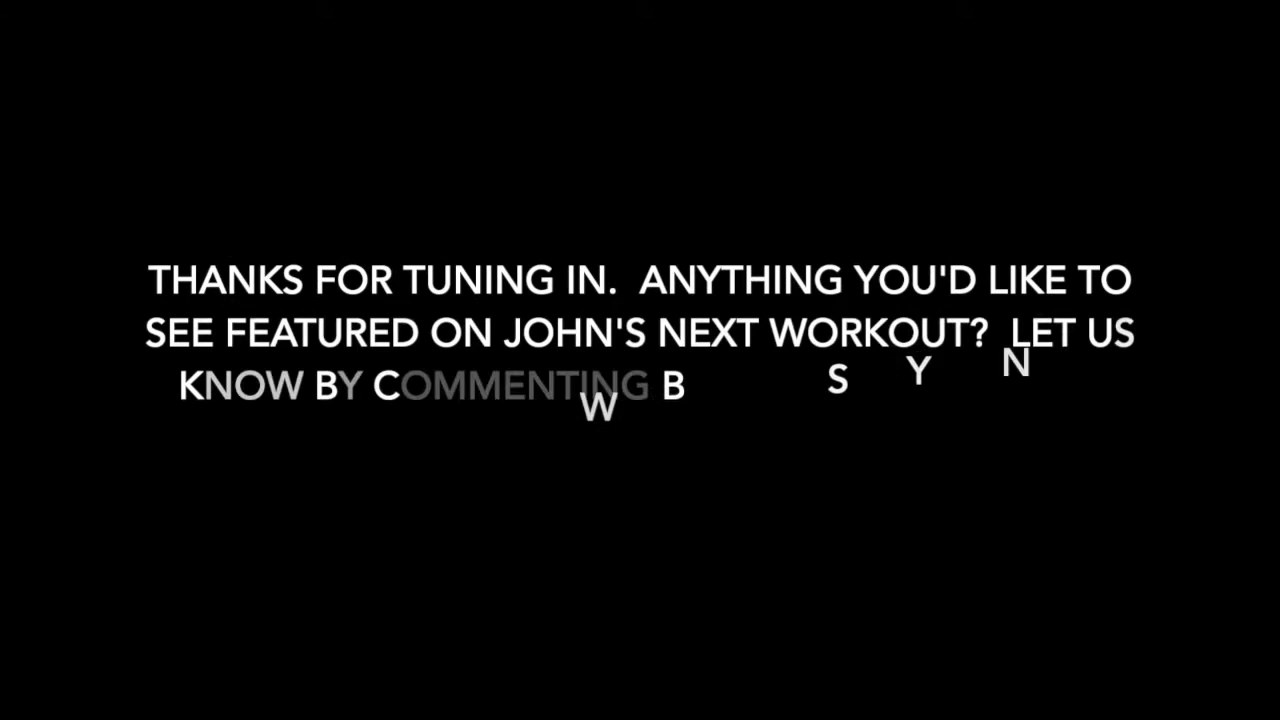 THANKS FOR TUNING IN. ANYTHING YOU'D LIKE TO
SEE FEATURED ON JOHN'S NEXT WORKOUT? LET US
KNOW BY COMMENTING B S Y N
W